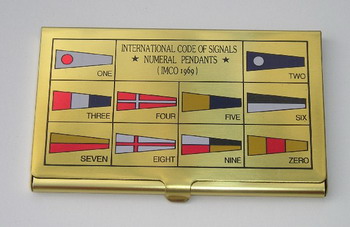 INTERNATIONAL CODE OF SIGNALS
★ NUMERAL PENDANTS ★
(IMCO 1969)
ONE
TWO
THREE
FOUR
FIVE
SIX
SEVEN
EIGHT
NINE
ZERO